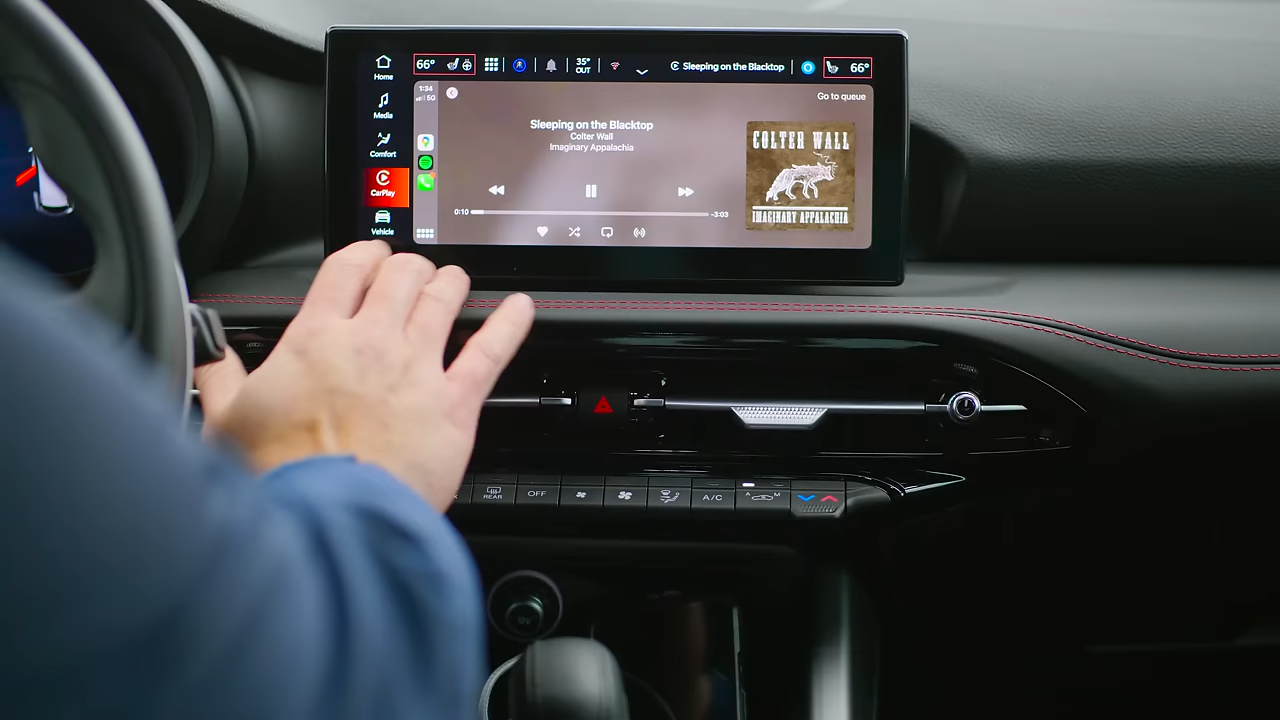 Home
66°
35°
OUT
Sleeping on the Blacktop
66°
Media
Comfort
CarPlay
Vehicle
1:34
5G
Go to queue
Sleeping on the Blacktop
Colter Wall
Imaginary Appalachia
0:10
-3:03
COLTER WALL
IMAGINARY APPALACHIA
REAR
OFF
A/C
A
M